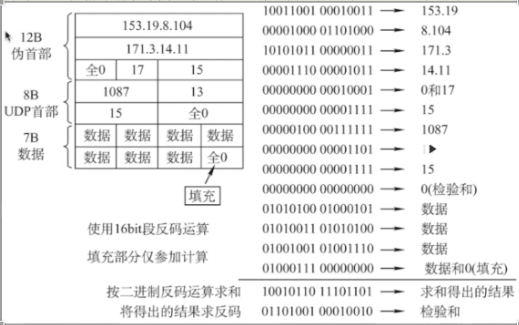 12B
伪首部
153.19.8.104
171.3.14.11
全0 17 15
8B
UDP首部
1087 13
15 全0
7B
数据
数据 数据 数据 数据
数据 数据 数据 全0
填充
使用16bit段反码运算
填充部分仅参加计算
10011001 00010011 → 153.19
00001000 01101000 → 8.104
10101011 00000011 → 171.3
00001110 00001011 → 14.11
00000000 00010001 → 0和17
00000000 00001111 → 15
00000100 00111111 → 1087
00000000 00001101 → 1
00000000 00001111 → 15
00000000 00000000 → 0(检验和)
01010100 01000101 → 数据
01010011 01010100 → 数据
01001001 01001110 → 数据
01000111 00000000 → 数据和0(填充)
按二进制反码运算求和 10010110 11101101 → 求和得出的结果
将得出的结果求反码 01101001 00010010 → 检验和